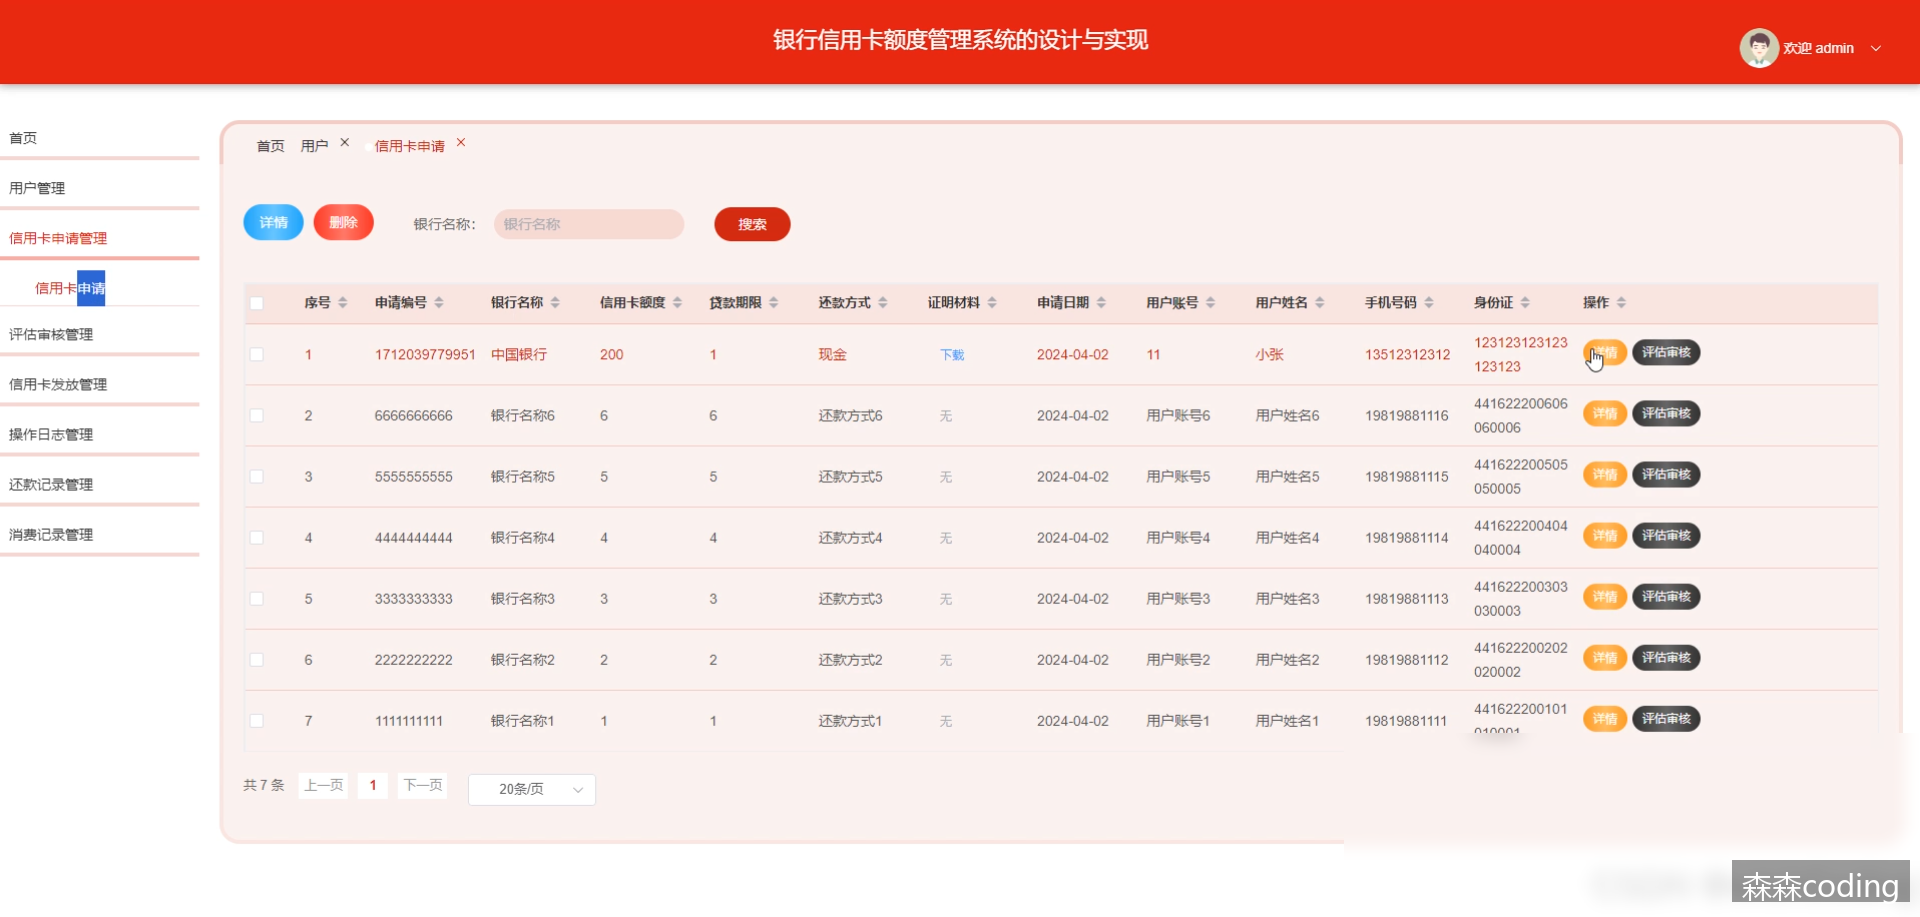 银行信用卡额度管理系统的设计与实现
欢迎 admin
首页
用户管理
信用卡申请管理
信用卡申请
评估审核管理
信用卡发放管理
操作日志管理
还款记录管理
消费记录管理
首页 用户 信用卡申请
详情 删除 银行名称： 银行名称 搜索
序号 申请编号 银行名称 信用卡额度 贷款期限 还款方式 证明材料 申请日期 用户账号 用户姓名 手机号码 身份证 操作
1 1712039779951 中国银行 200 1 现金 下载 2024-04-02 11 小张 13512312312 123123123123 详情 评估审核
123123
2 6666666666 银行名称6 6 6 还款方式6 无 2024-04-02 用户账号6 用户姓名6 19819881116 441622200606 详情 评估审核
060006
3 5555555555 银行名称5 5 5 还款方式5 无 2024-04-02 用户账号5 用户姓名5 19819881115 441622200505 详情 评估审核
050005
4 4444444444 银行名称4 4 4 还款方式4 无 2024-04-02 用户账号4 用户姓名4 19819881114 441622200404 详情 评估审核
040004
5 3333333333 银行名称3 3 3 还款方式3 无 2024-04-02 用户账号3 用户姓名3 19819881113 441622200303 详情 评估审核
030003
6 2222222222 银行名称2 2 2 还款方式2 无 2024-04-02 用户账号2 用户姓名2 19819881112 441622200202 详情 评估审核
020002
7 1111111111 银行名称1 1 1 还款方式1 无 2024-04-02 用户账号1 用户姓名1 19819881111 441622200101 详情 评估审核
010001
共 7 条 上一页 1 下一页 20条/页
森森coding